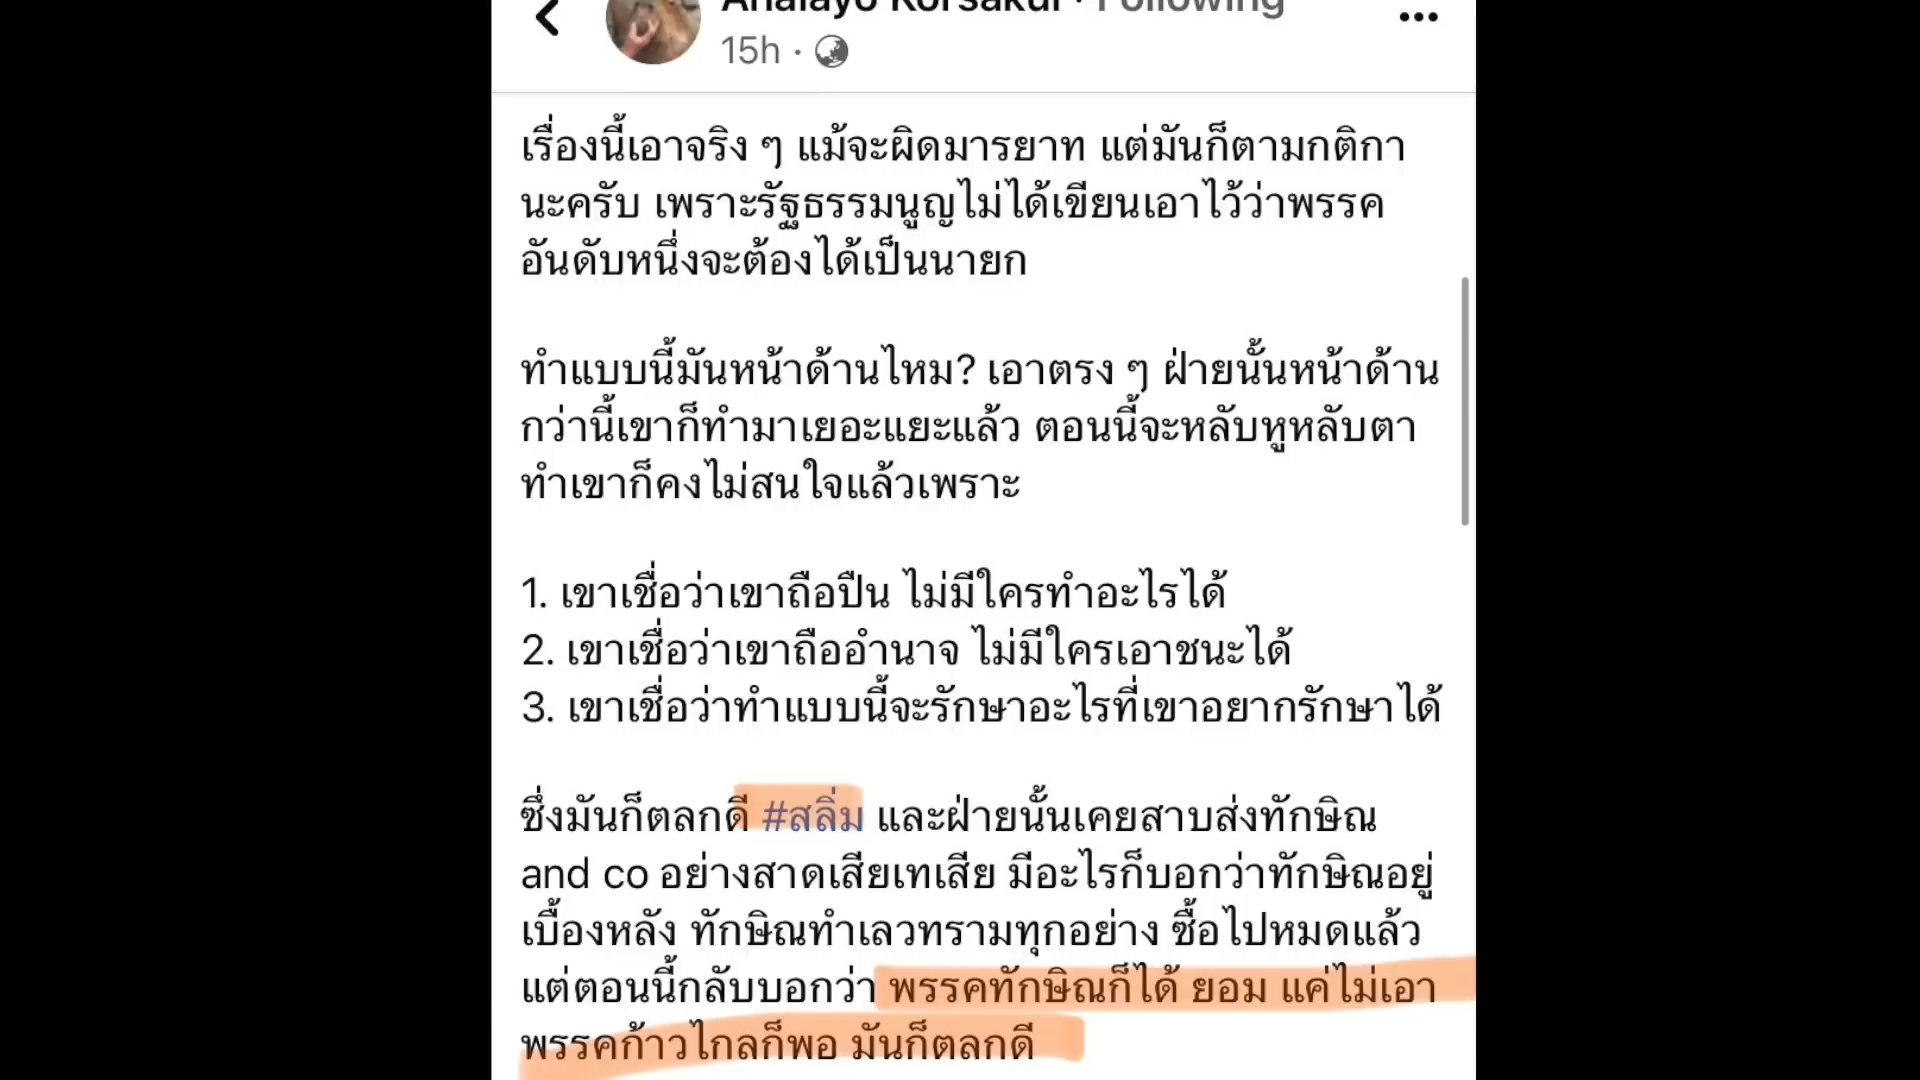 Analayo Korsakul · Following
15h ·
เรื่องนี้เอาจริง ๆ แม้จะผิดมารยาท แต่มันก็ตามกติกา
นะครับ เพราะรัฐธรรมนูญไม่ได้เขียนเอาไว้ว่าพรรค
อันดับหนึ่งจะต้องได้เป็นนายก
ทำแบบนี้มันหน้าด้านไหม? เอาตรง ๆ ฝ่ายนั้นหน้าด้าน
กว่านี้เขาก็ทำมาเยอะแยะแล้ว ตอนนี้จะหลับหูหลับตา
ทำเขาก็คงไม่สนใจแล้วเพราะ
1. เขาเชื่อว่าเขาถือปืน ไม่มีใครทำอะไรได้
2. เขาเชื่อว่าเขาถืออำนาจ ไม่มีใครเอาชนะได้
3. เขาเชื่อว่าทำแบบนี้จะรักษาอะไรที่เขาอยากรักษาได้
ซึ่งมันก็ตลกดี #สลิ่ม และฝ่ายนั้นเคยสาบส่งทักษิณ
and co อย่างสาดเสียเทเสีย มีอะไรก็บอกว่าทักษิณอยู่
เบื้องหลัง ทักษิณทำเลวทรามทุกอย่าง ซื้อไปหมดแล้ว
แต่ตอนนี้กลับบอกว่า พรรคทักษิณก็ได้ ยอม แค่ไม่เอา
พรรคก้าวไกลก็พอ มันก็ตลกดี